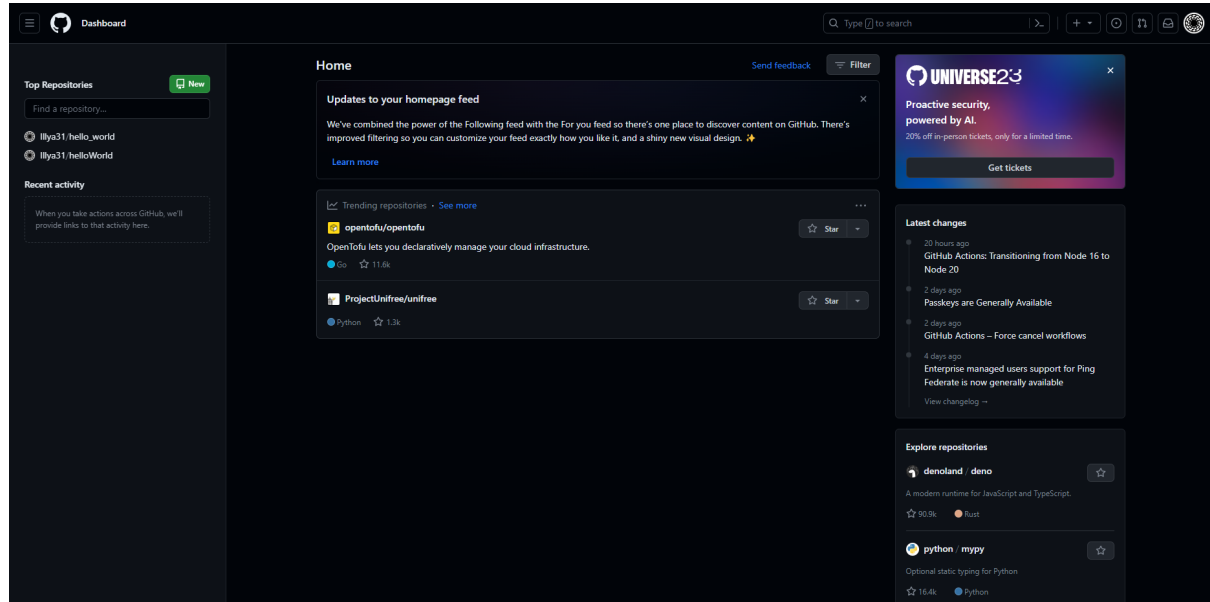 Dashboard
Type / to search
Top Repositories
New
Find a repository...
Illya31/hello_world
Illya31/helloWorld
Recent activity
When you take actions across GitHub, we'll
provide links to that activity here.
Home
Send feedback
Filter
Updates to your homepage feed
We've combined the power of the Following feed with the For you feed so there's one place to discover content on GitHub. There's
improved filtering so you can customize your feed exactly how you like it, and a shiny new visual design. ✨
Learn more
Trending repositories · See more
opentofu/opentofu
Star
OpenTofu lets you declaratively manage your cloud infrastructure.
Go 11.6k
ProjectUnifree/unifree
Star
Python 1.3k
UNIVERSE23
Proactive security,
powered by AI.
20% off in-person tickets, only for a limited time.
Get tickets
Latest changes
20 hours ago
GitHub Actions: Transitioning from Node 16 to
Node 20
2 days ago
Passkeys are Generally Available
2 days ago
GitHub Actions – Force cancel workflows
4 days ago
Enterprise managed users support for Ping
Federate is now generally available
View changelog →
Explore repositories
denoland / deno
A modern runtime for JavaScript and TypeScript.
90.9k Rust
python / mypy
Optional static typing for Python
16.4k Python